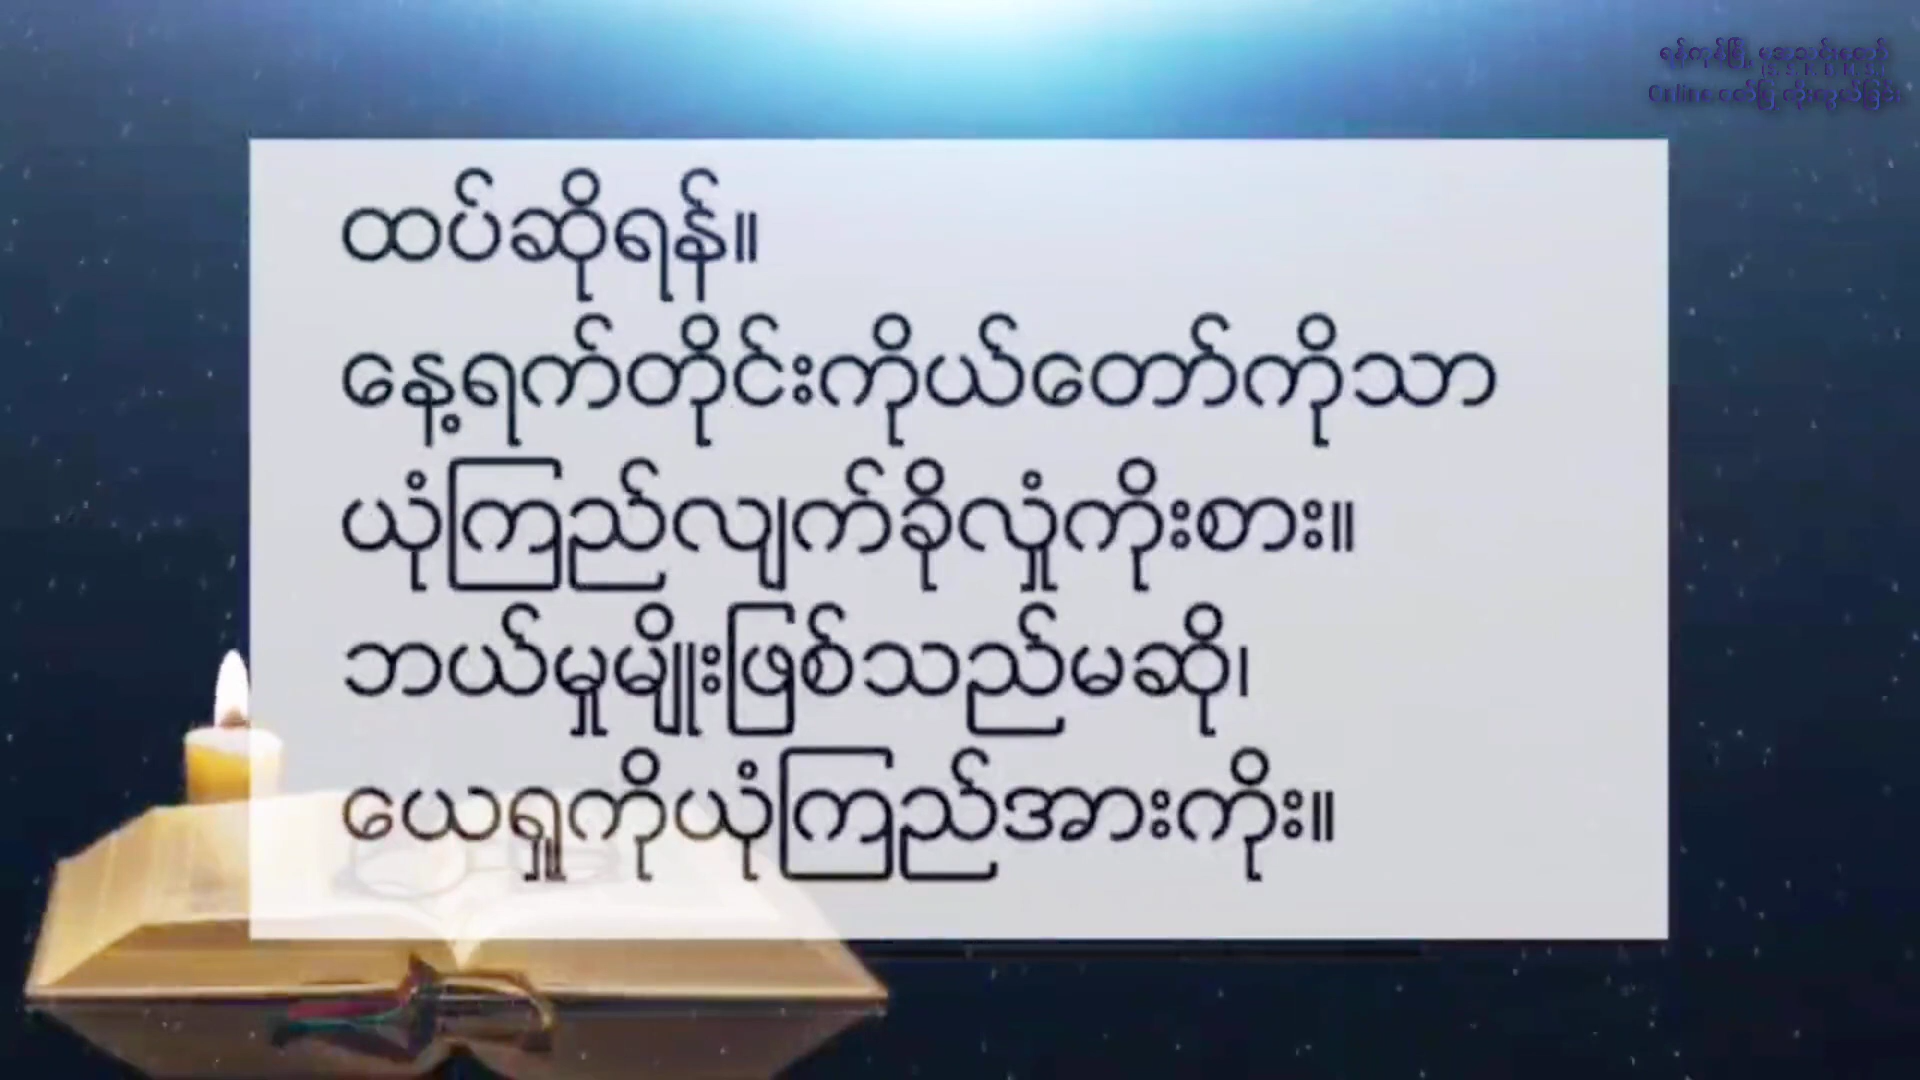 ထပ်ဆိုရန်။
နေ့ရက်တိုင်းကိုယ်တော်ကိုသာ
ယုံကြည်လျက်ခိုလှုံကိုးစား။
ဘယ်မှုမျိုးဖြစ်သည်မဆို၊
ယေရှုကိုယုံကြည်အားကိုး။
Online